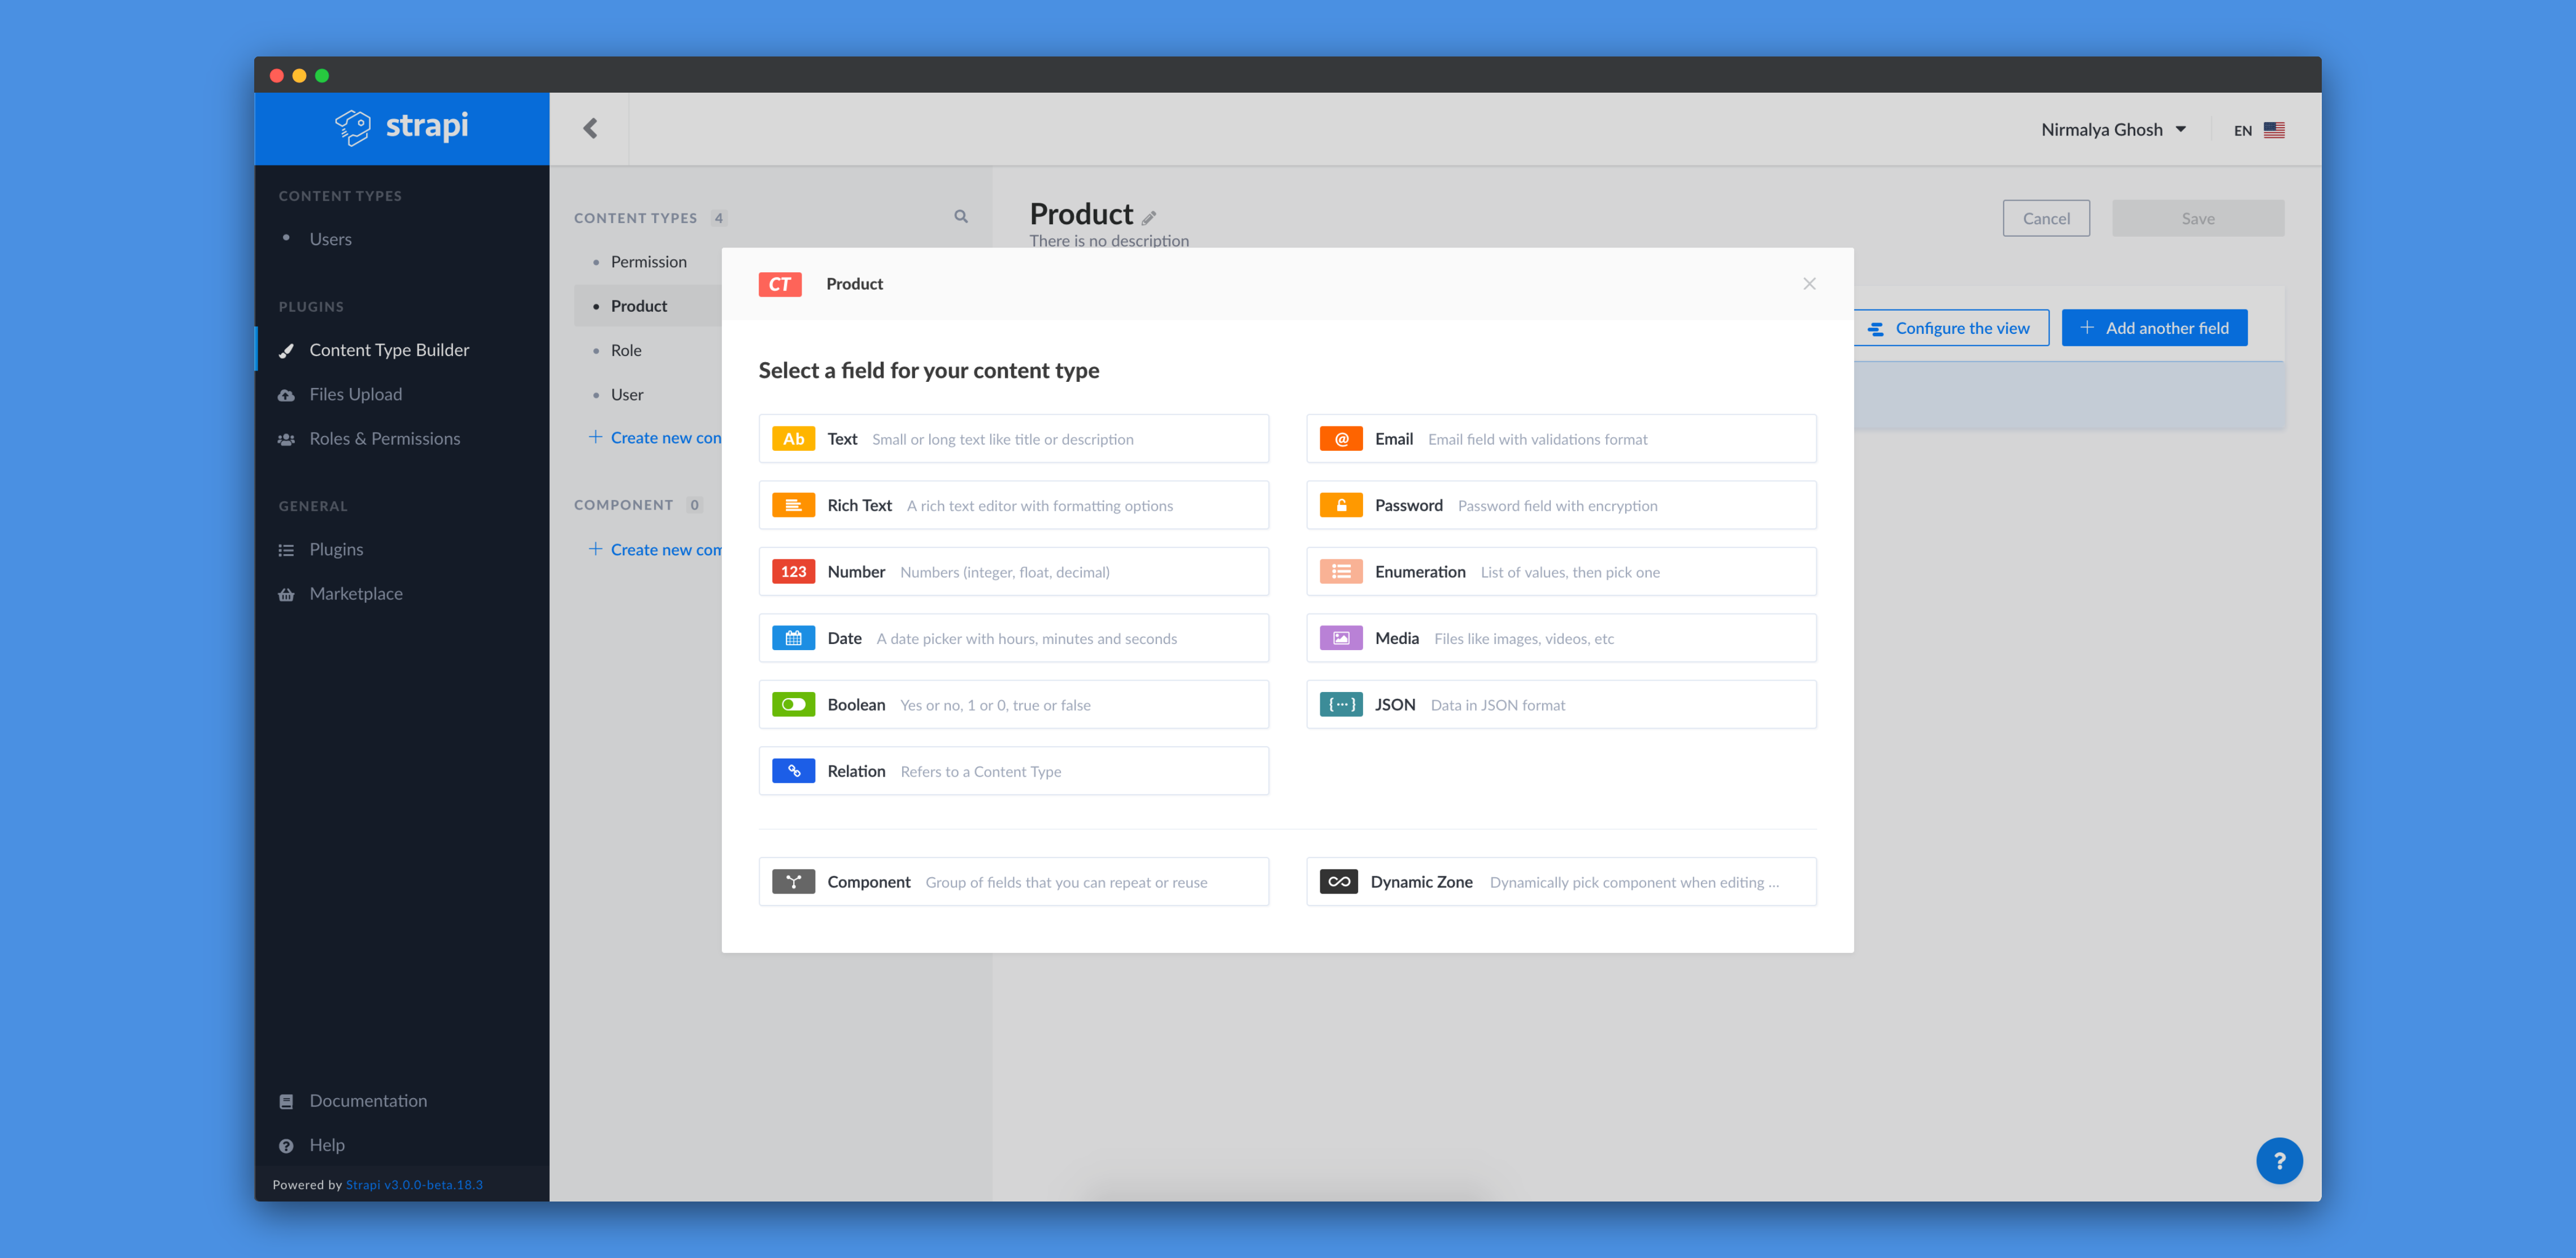 strapi
Nirmalya Ghosh
EN
CONTENT TYPES
Users
PLUGINS
Content Type Builder
Files Upload
Roles & Permissions
GENERAL
Plugins
Marketplace
Documentation
Help
Powered by Strapi v3.0.0-beta.18.3
CONTENT TYPES 4
Permission
Product
Role
User
+ Create new con
COMPONENT 0
+ Create new com
Product
There is no description
Cancel
Save
Configure the view
+ Add another field
CT Product
×
Select a field for your content type
Ab Text Small or long text like title or description
@ Email Email field with validations format
Rich Text A rich text editor with formatting options
Password Password field with encryption
123 Number Numbers (integer, float, decimal)
Enumeration List of values, then pick one
Date A date picker with hours, minutes and seconds
Media Files like images, videos, etc
Boolean Yes or no, 1 or 0, true or false
{...} JSON Data in JSON format
Relation Refers to a Content Type
Component Group of fields that you can repeat or reuse
Dynamic Zone Dynamically pick component when editing ...
?